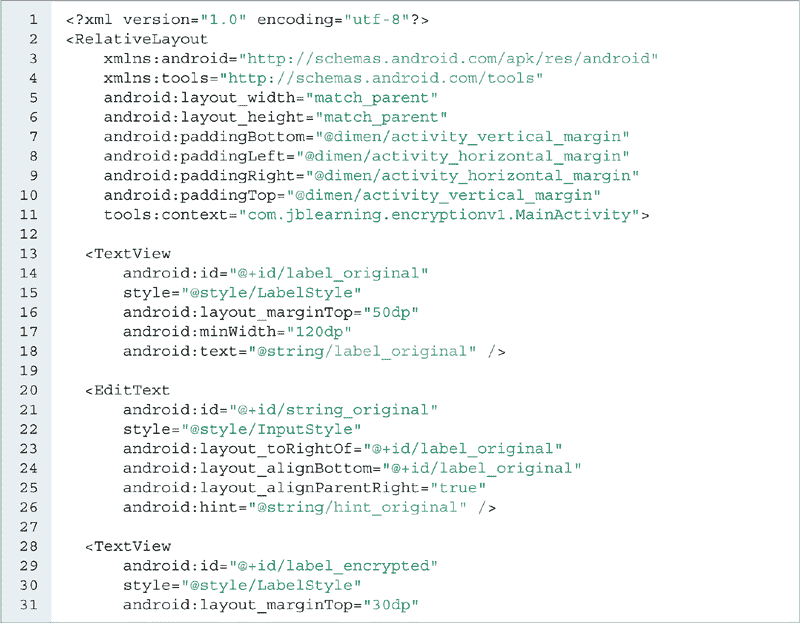 1 <?xml version="1.0" encoding="utf-8"?>
2 <RelativeLayout
3 xmlns:android="http://schemas.android.com/apk/res/android"
4 xmlns:tools="http://schemas.android.com/tools"
5 android:layout_width="match_parent"
6 android:layout_height="match_parent"
7 android:paddingBottom="@dimen/activity_vertical_margin"
8 android:paddingLeft="@dimen/activity_horizontal_margin"
9 android:paddingRight="@dimen/activity_horizontal_margin"
10 android:paddingTop="@dimen/activity_vertical_margin"
11 tools:context="com.jblearning.encryptionv1.MainActivity">
12
13 <TextView
14 android:id="@+id/label_original"
15 style="@style/LabelStyle"
16 android:layout_marginTop="50dp"
17 android:minWidth="120dp"
18 android:text="@string/label_original" />
19
20 <EditText
21 android:id="@+id/string_original"
22 style="@style/InputStyle"
23 android:layout_toRightOf="@+id/label_original"
24 android:layout_alignBottom="@+id/label_original"
25 android:layout_alignParentRight="true"
26 android:hint="@string/hint_original" />
27
28 <TextView
29 android:id="@+id/label_encrypted"
30 style="@style/LabelStyle"
31 android:layout_marginTop="30dp"